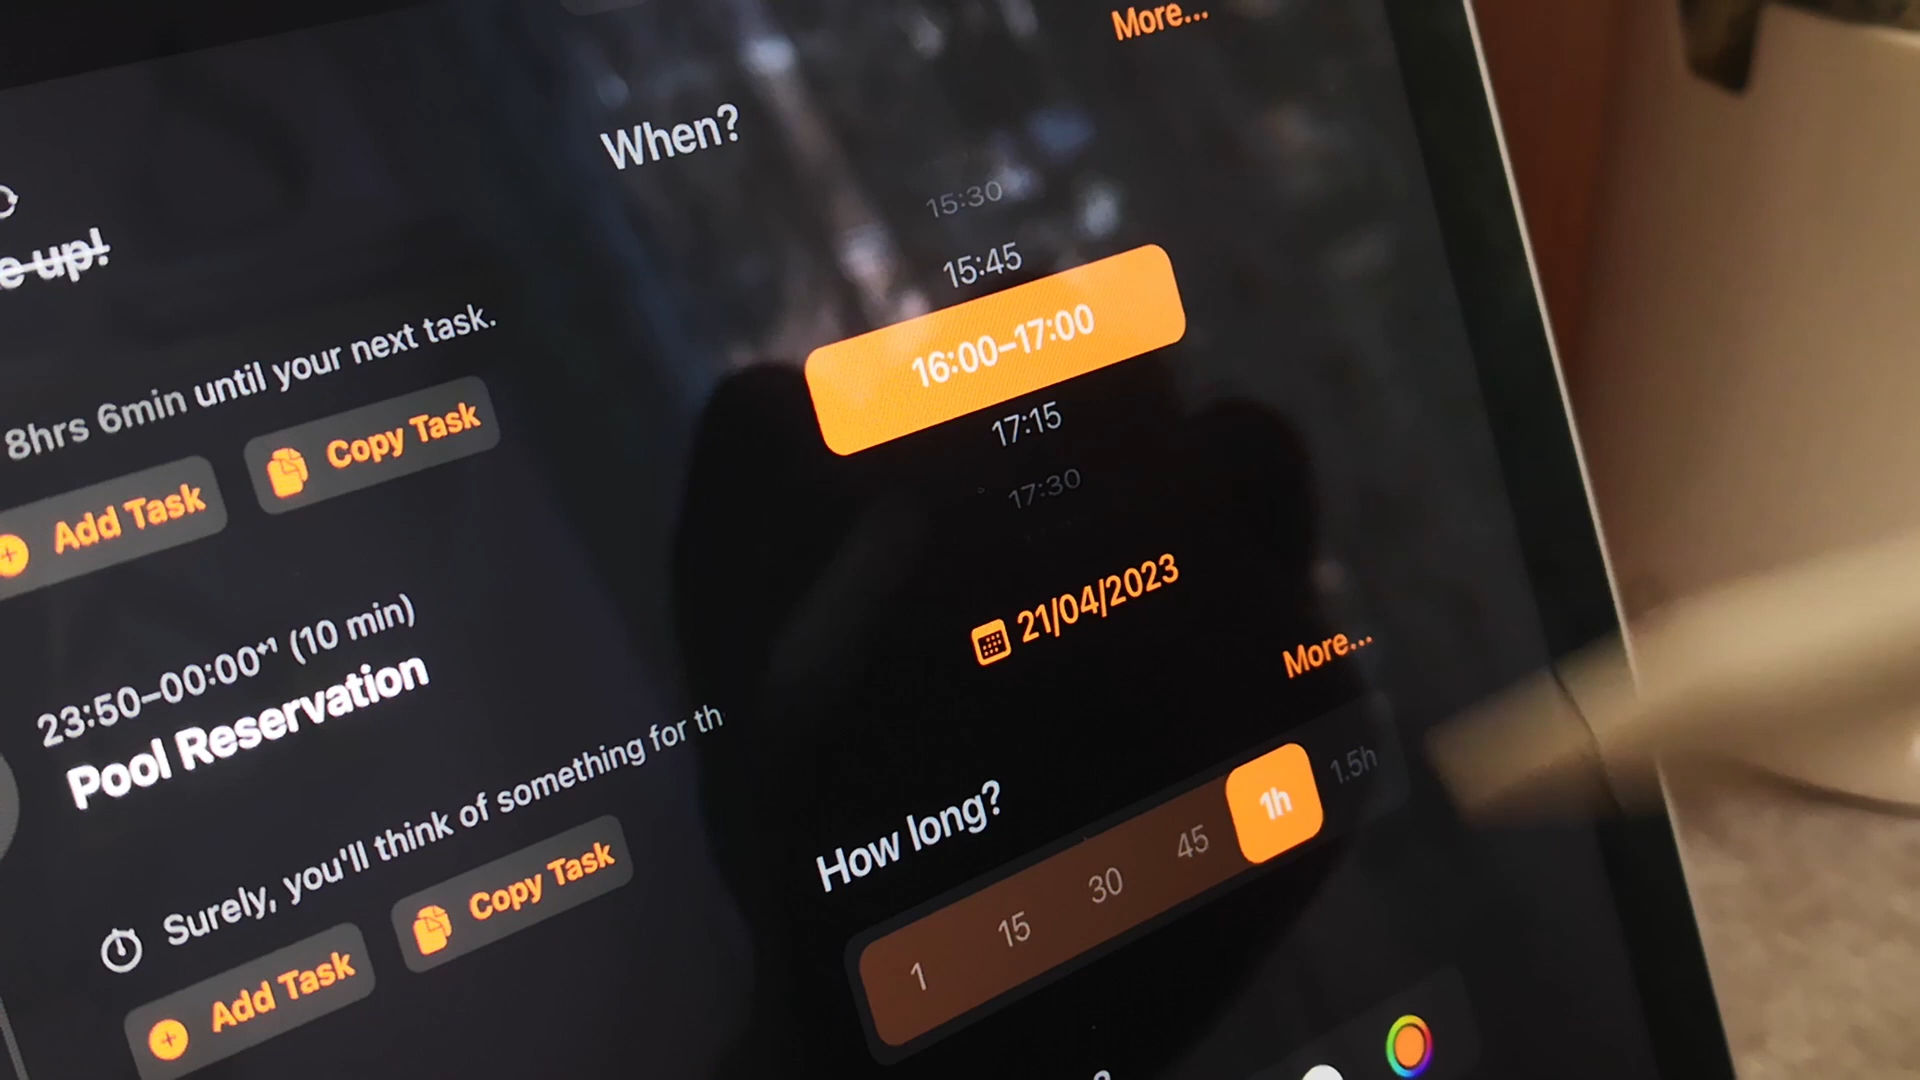 e up!
8hrs 6min until your next task.
Add Task
Copy Task
23:50–00:00⁺¹ (10 min)
Pool Reservation
Surely, you'll think of something for th
Add Task
Copy Task
More...
When?
15:30
15:45
16:00–17:00
17:15
17:30
21/04/2023
More...
How long?
1
15
30
45
1h
1.5h